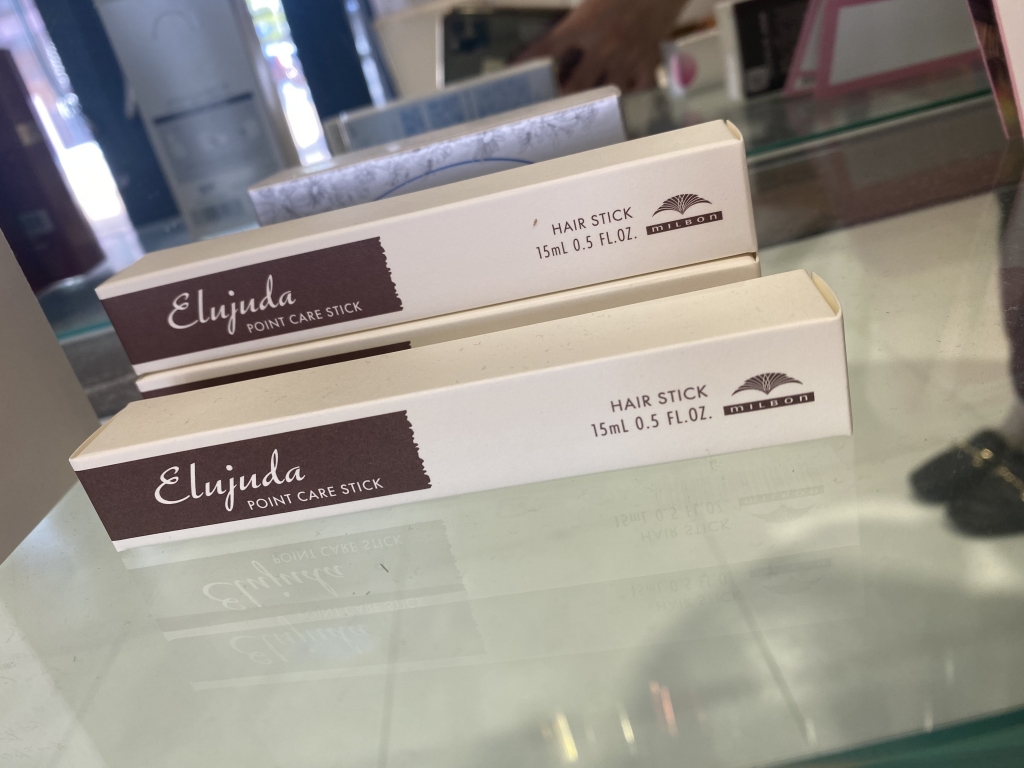 Elujuda
POINT CARE STICK
HAIR STICK
15mL 0.5 FL.OZ.
MILBON
Elujuda
POINT CARE STICK
HAIR STICK
15mL 0.5 FL.OZ.
MILBON